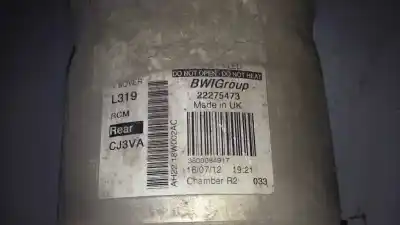 DO NOT OPEN - DO NOT HEAT
L319
RCM
Rear
CJ3VA
AH22-18W002AC
BWIGroup
22275473
Made in UK
16/07/12 19:21
Chamber R2 033